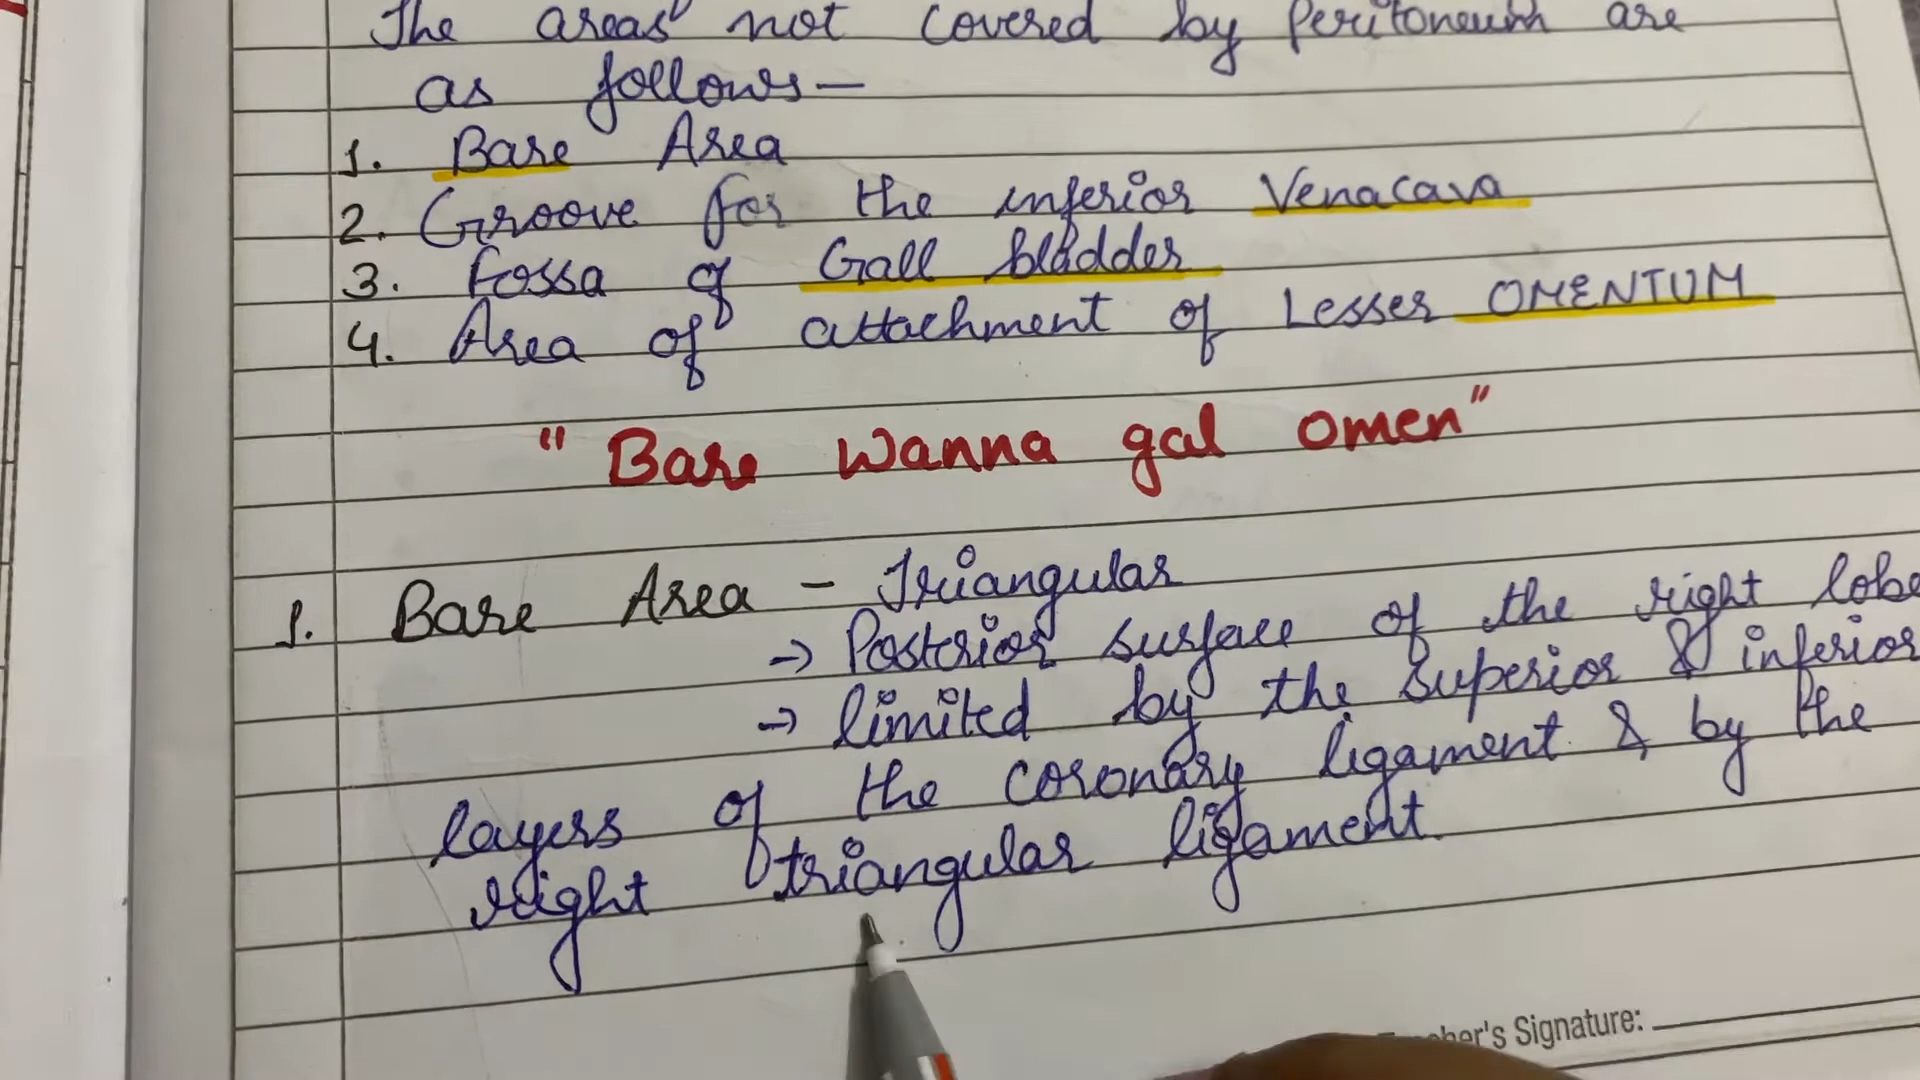 The areas not covered by Peritoneum are
as follows—
1. Bare Area
2. Groove for the inferior Venacava
3. Fossa of Gall bladder
4. Area of attachment of Lesser OMENTUM
"Bare Wanna gal omen"
1. Bare Area - Triangular
→ Posterior surface of the right lobe
→ limited by the superior & inferior
layers of the coronary ligament & by the
right triangular ligament.
Signature: